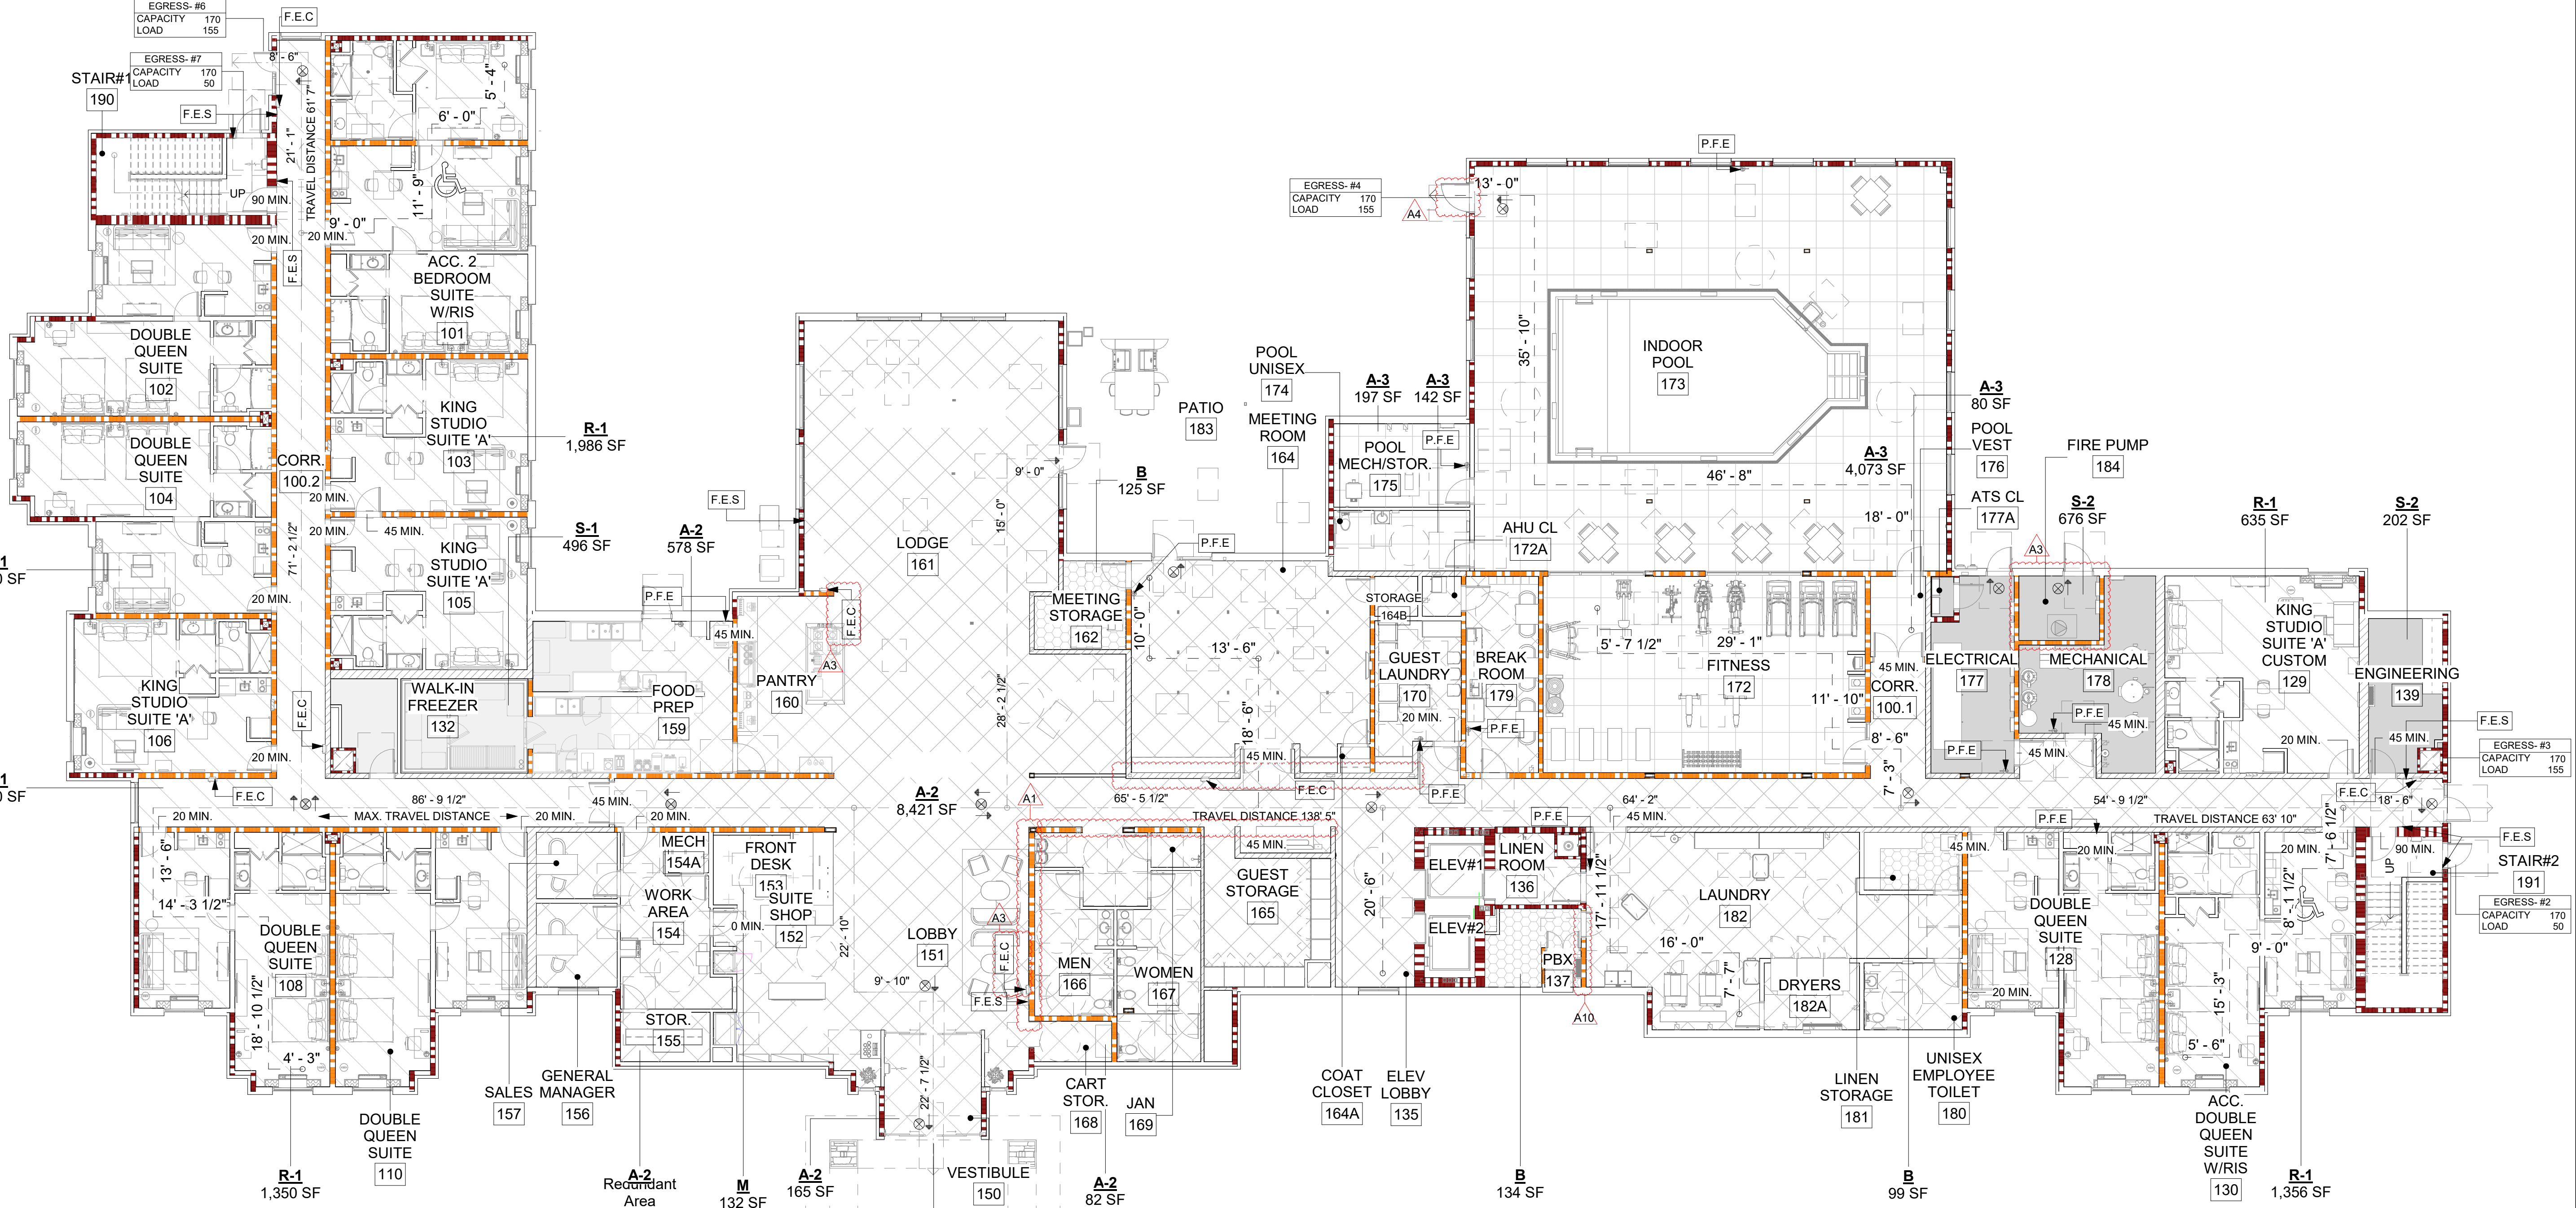 EGRESS- #6
CAPACITY 170
LOAD 155
F.E.C
EGRESS- #7
CAPACITY 170
LOAD 50
STAIR#1
190
F.E.S
8' - 6"
TRAVEL DISTANCE 61' 7"
21' - 1"
5' - 4"
6' - 0"
11' - 9"
9' - 0"
UP
90 MIN.
20 MIN.
20 MIN.
F.E.S
ACC. 2
BEDROOM
SUITE
W/RIS
101
DOUBLE
QUEEN
SUITE
102
KING
STUDIO
SUITE 'A'
103
R-1
1,986 SF
DOUBLE
QUEEN
SUITE
104
CORR.
100.2
20 MIN.
20 MIN.
45 MIN.
71' - 2 1/2"
KING
STUDIO
SUITE 'A'
105
S-1
496 SF
A-2
578 SF
20 MIN.
KING
STUDIO
SUITE 'A'
106
20 MIN.
F.E.C
F.E.C
WALK-IN
FREEZER
132
FOOD
PREP
159
P.F.E
45 MIN.
PANTRY
160
F.E.C
A3
F.E.S
LODGE
161
15' - 0"
28' - 2 1/2"
9' - 0"
PATIO
183
B
125 SF
MEETING
STORAGE
162
P.F.E
10' - 0"
13' - 6"
18' - 6"
45 MIN.
MEETING
ROOM
164
POOL
UNISEX
174
A-3
197 SF
A-3
142 SF
POOL
MECH/STOR.
175
P.F.E
EGRESS- #4
CAPACITY 170
LOAD 155
A4
13' - 0"
P.F.E
35' - 10"
INDOOR
POOL
173
46' - 8"
A-3
4,073 SF
18' - 0"
A-3
80 SF
POOL
VEST
176
ATS CL
177A
FIRE PUMP
184
S-2
676 SF
A3
R-1
635 SF
S-2
202 SF
AHU CL
172A
STORAGE
164B
GUEST
LAUNDRY
170
20 MIN.
BREAK
ROOM
179
P.F.E
5' - 7 1/2"
29' - 1"
FITNESS
172
11' - 10"
45 MIN.
CORR.
100.1
8' - 6"
7' - 3"
ELECTRICAL
177
P.F.E
MECHANICAL
178
P.F.E
45 MIN.
45 MIN.
KING
STUDIO
SUITE 'A'
CUSTOM
129
20 MIN.
ENGINEERING
139
45 MIN.
F.E.S
EGRESS- #3
CAPACITY 170
LOAD 155
F.E.C
18' - 6"
86' - 9 1/2"
MAX. TRAVEL DISTANCE
45 MIN.
A-2
8,421 SF
A1
65' - 5 1/2"
F.E.C
P.F.E
TRAVEL DISTANCE 138' 5"
64' - 2"
P.F.E
45 MIN.
54' - 9 1/2"
P.F.E
TRAVEL DISTANCE 63' 10"
7' - 6 1/2"
F.E.S
20 MIN.
20 MIN.
20 MIN.
13' - 6"
14' - 3 1/2"
18' - 10 1/2"
4' - 3"
DOUBLE
QUEEN
SUITE
108
DOUBLE
QUEEN
SUITE
110
SALES
157
GENERAL
MANAGER
156
MECH
154A
WORK
AREA
154
STOR.
155
FRONT
DESK
153
SUITE
SHOP
152
0 MIN.
22' - 10"
LOBBY
151
9' - 10"
A3
F.E.C
F.E.S
22' - 7 1/2"
VESTIBULE
150
MEN
166
WOMEN
167
45 MIN.
GUEST
STORAGE
165
CART
STOR.
168
JAN
169
COAT
CLOSET
164A
ELEV
LOBBY
135
20' - 6"
ELEV#1
ELEV#2
LINEN
ROOM
136
17' - 11 1/2"
PBX
137
A10
LAUNDRY
182
16' - 0"
7' - 7"
DRYERS
182A
LINEN
STORAGE
181
UNISEX
EMPLOYEE
TOILET
180
45 MIN.
20 MIN.
20 MIN.
DOUBLE
QUEEN
SUITE
128
20 MIN.
8' - 1 1/2"
9' - 0"
15' - 3"
5' - 6"
ACC.
DOUBLE
QUEEN
SUITE
W/RIS
130
90 MIN.
UP
STAIR#2
191
EGRESS- #2
CAPACITY 170
LOAD 50
R-1
1,350 SF
A-2
Redundant
Area
M
132 SF
A-2
165 SF
A-2
82 SF
B
134 SF
B
99 SF
R-1
1,356 SF